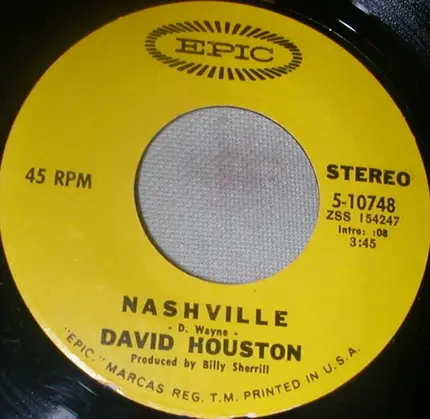 EPIC
45 RPM
STEREO
5-10748
ZSS 154247
Intro: :08
3:45
NASHVILLE
- D. Wayne -
DAVID HOUSTON
Produced by Billy Sherrill
"EPIC," MARCAS REG. T.M. PRINTED IN U.S.A.